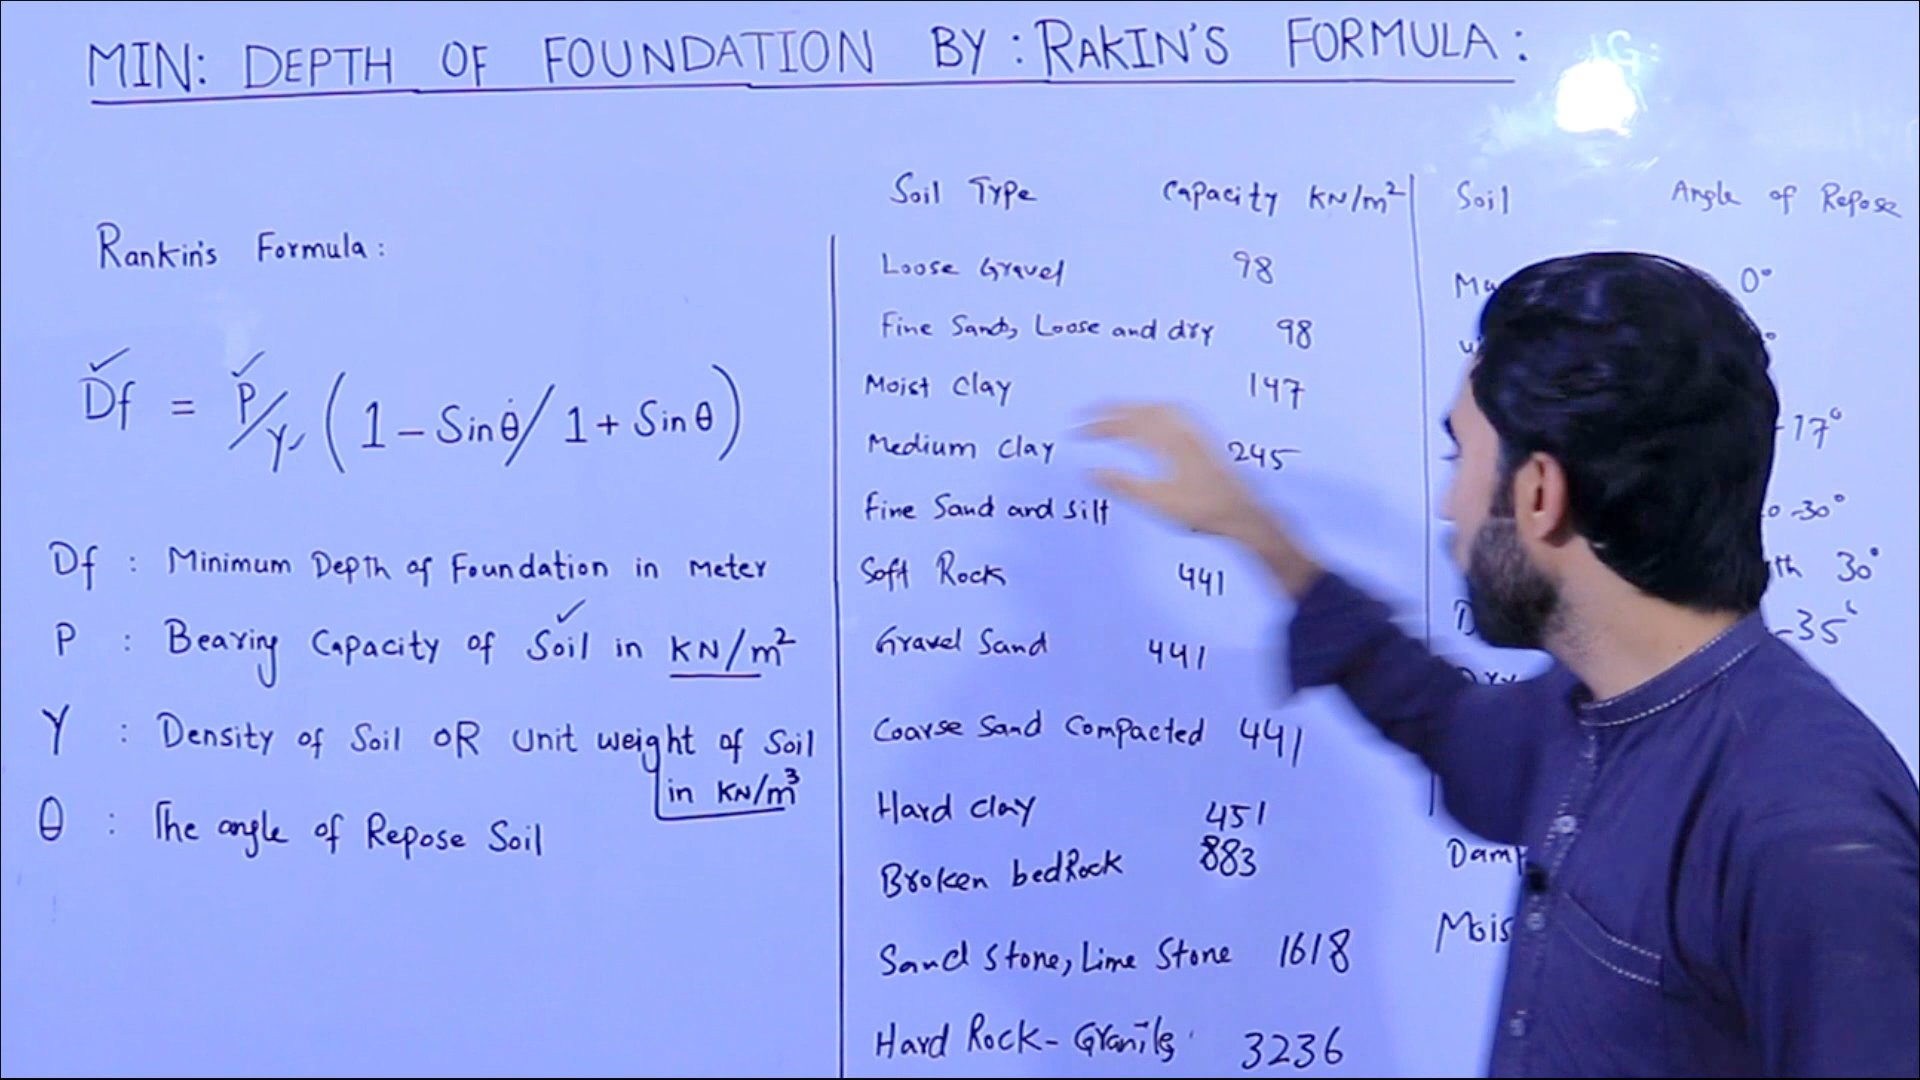 MIN: DEPTH OF FOUNDATION BY: RAKIN'S FORMULA:
Rankin's Formula:
Df = P/γ (1-Sinθ/1+Sinθ)
Df : Minimum Depth of Foundation in Meter
P : Bearing Capacity of Soil in KN/m²
γ : Density of Soil OR Unit weight of Soil
in KN/m³
θ : The angle of Repose Soil
Soil Type Capacity KN/m²
Loose Gravel 98
Fine Sand, Loose and dry 98
Moist Clay 147
Medium Clay 245
Fine Sand and Silt
Soft Rock 441
Gravel Sand 441
Coarse Sand Compacted 441
Hard Clay 451
Broken bedRock 883
Sand Stone, Lime Stone 1618
Hard Rock-Granite 3236
Soil Angle of Repose
0°
17°
-30°
30°
-35°
Damp
Mois